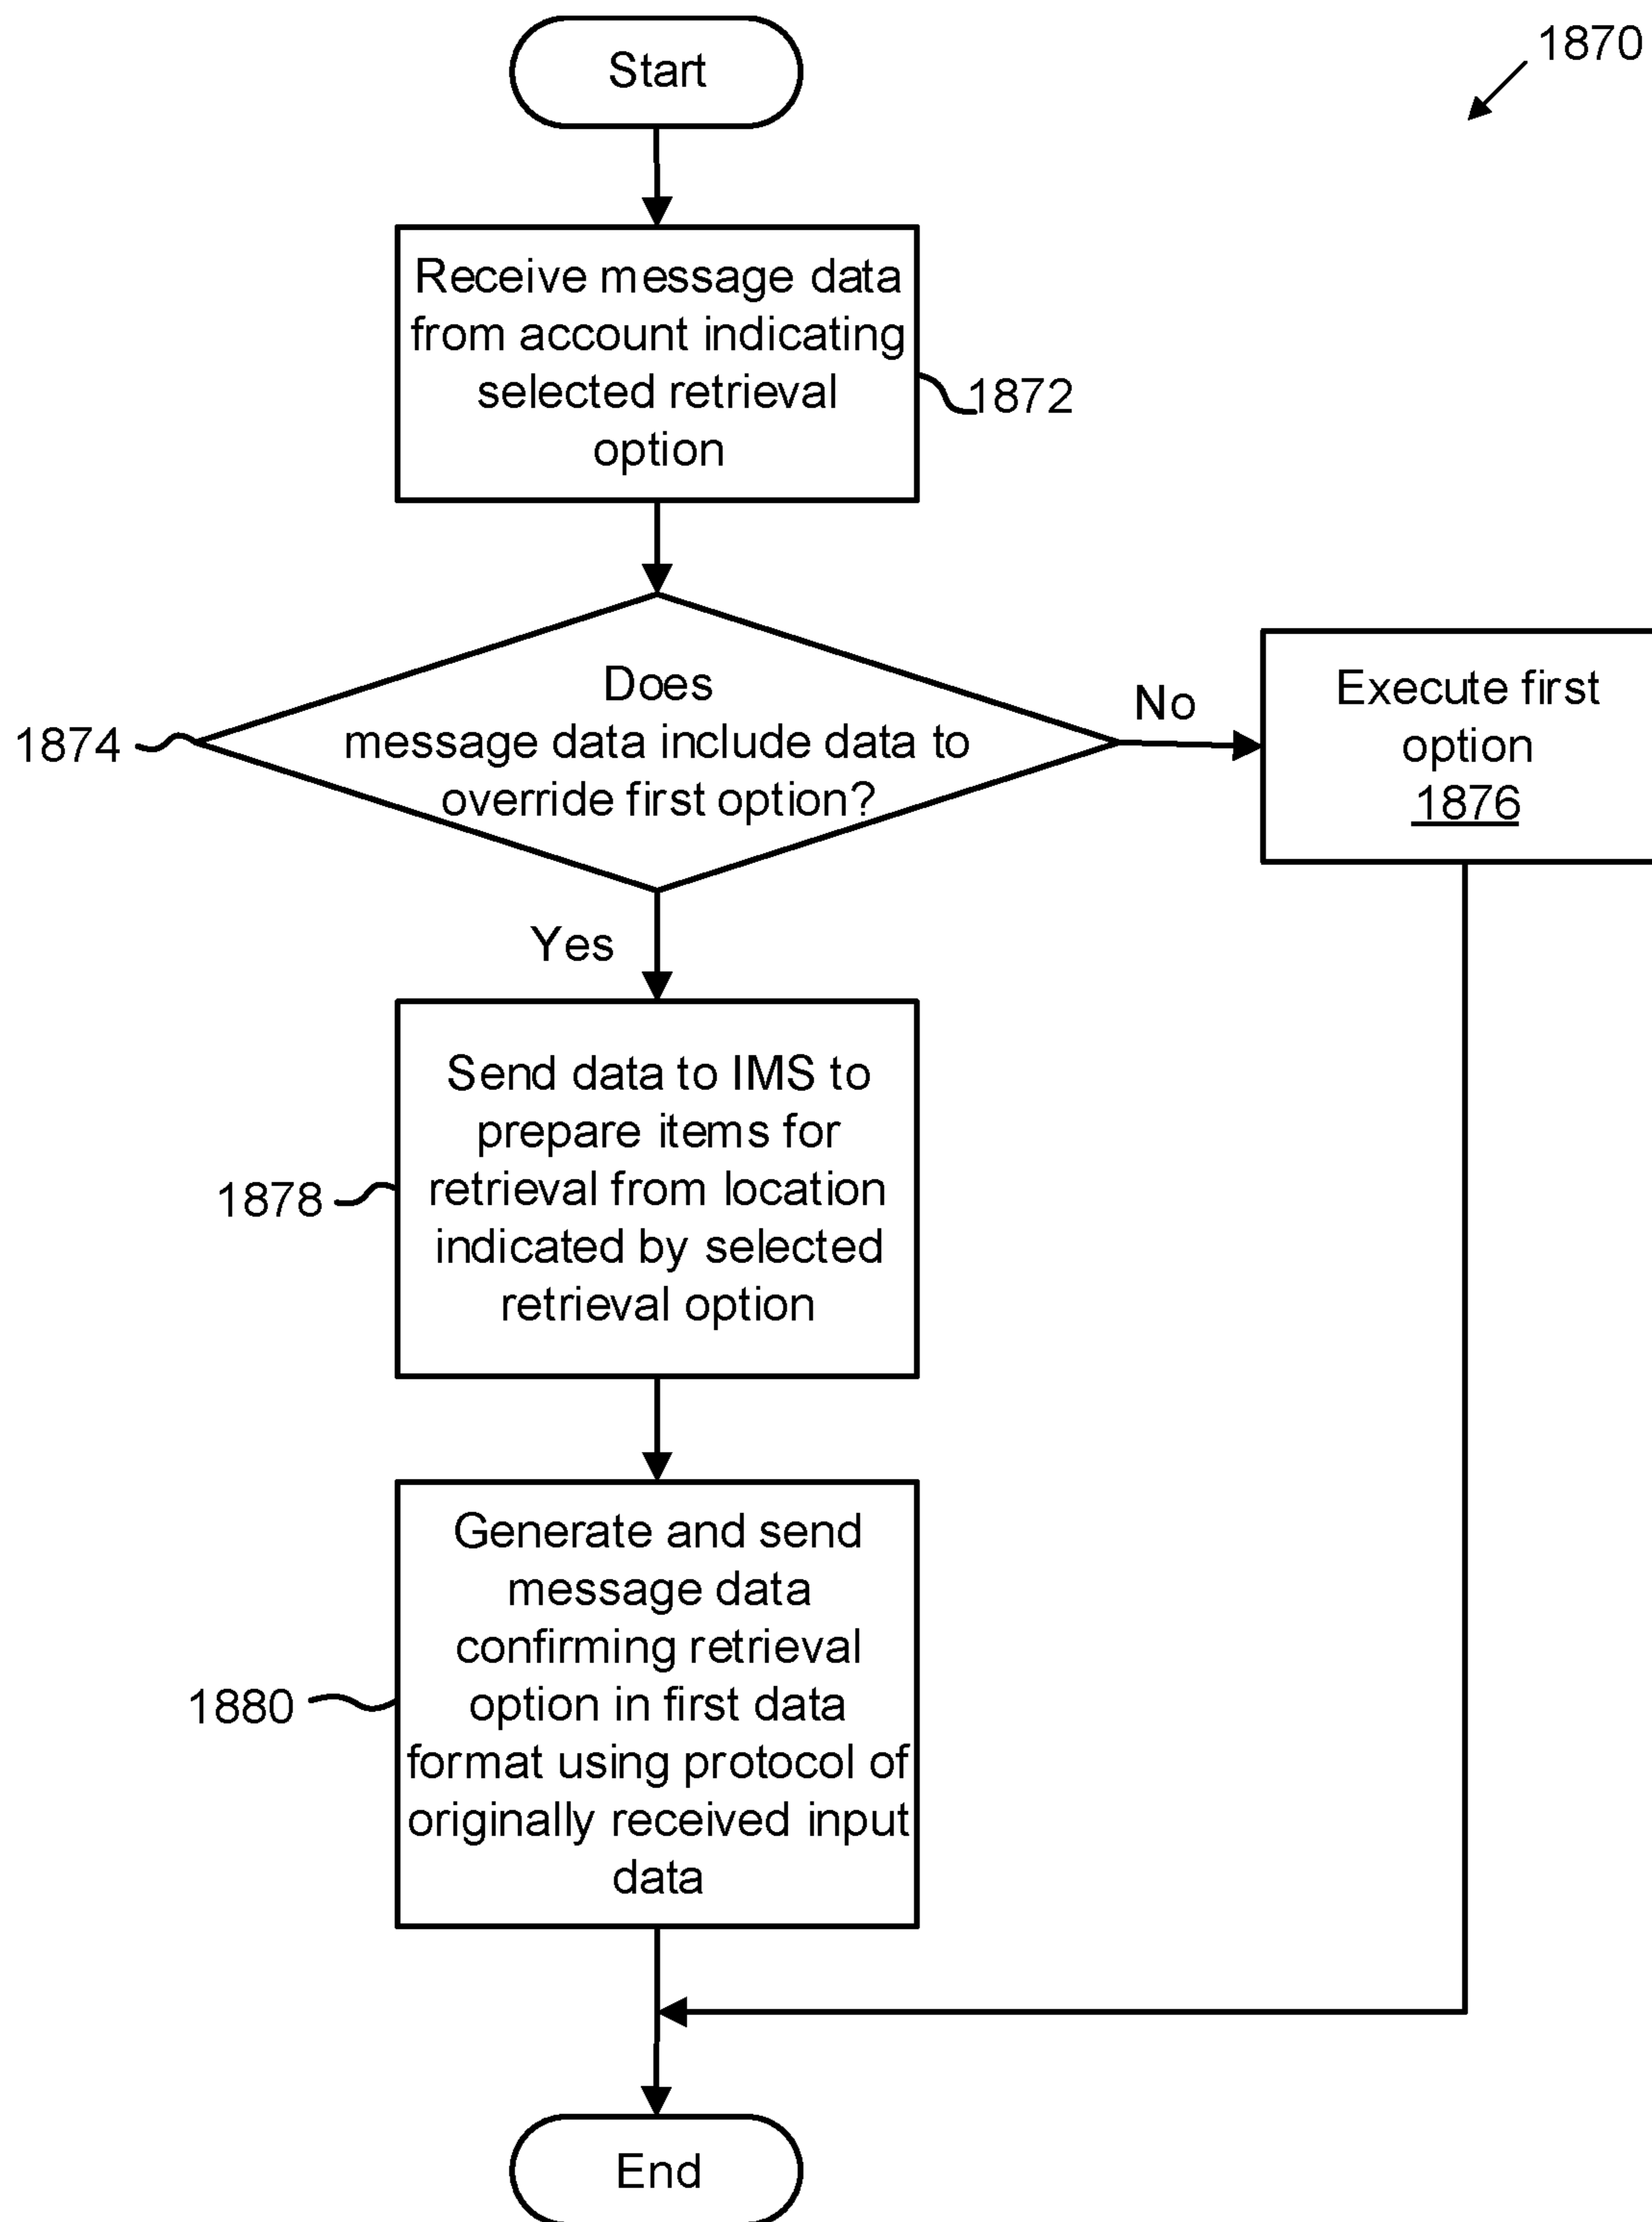 1870
Start
Receive message data
from account indicating
selected retrieval
option
1872
Does
message data include data to
override first option?
1874
No
Execute first
option
1876
Yes
Send data to IMS to
prepare items for
retrieval from location
indicated by selected
retrieval option
1878
Generate and send
message data
confirming retrieval
option in first data
format using protocol of
originally received input
data
1880
End